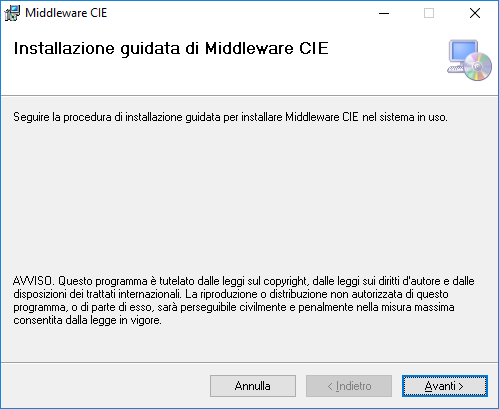 Middleware CIE
Installazione guidata di Middleware CIE
Seguire la procedura di installazione guidata per installare Middleware CIE nel sistema in uso.
AVVISO. Questo programma è tutelato dalle leggi sul copyright, dalle leggi sui diritti d'autore e dalle
disposizioni dei trattati internazionali. La riproduzione o distribuzione non autorizzata di questo
programma, o di parte di esso, sarà perseguibile civilmente e penalmente nella misura massima
consentita dalla legge in vigore.
Annulla
< Indietro
Avanti >